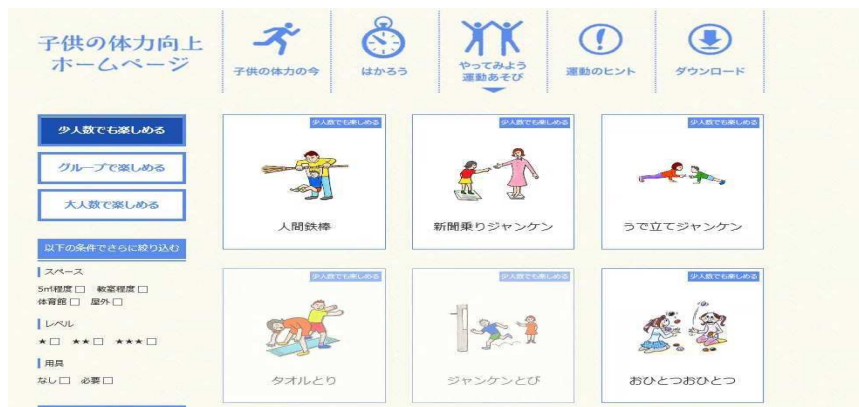 子供の体力向上
ホームページ
子供の体力の今
はかろう
やってみよう
運動あそび
運動のヒント
ダウンロード
少人数でも楽しめる
グループで楽しめる
大人数で楽しめる
以下の条件でさらに絞り込む
スペース
5㎡程度□ 教室程度□
体育館□ 屋外□
レベル
★□ ★★□ ★★★□
用具
なし□ 必要□
少人数でも楽しめる
人間鉄棒
少人数でも楽しめる
新聞乗りジャンケン
少人数でも楽しめる
うで立てジャンケン
少人数でも楽しめる
タオルとり
少人数でも楽しめる
ジャンケンとび
少人数でも楽しめる
おひとつおひとつ